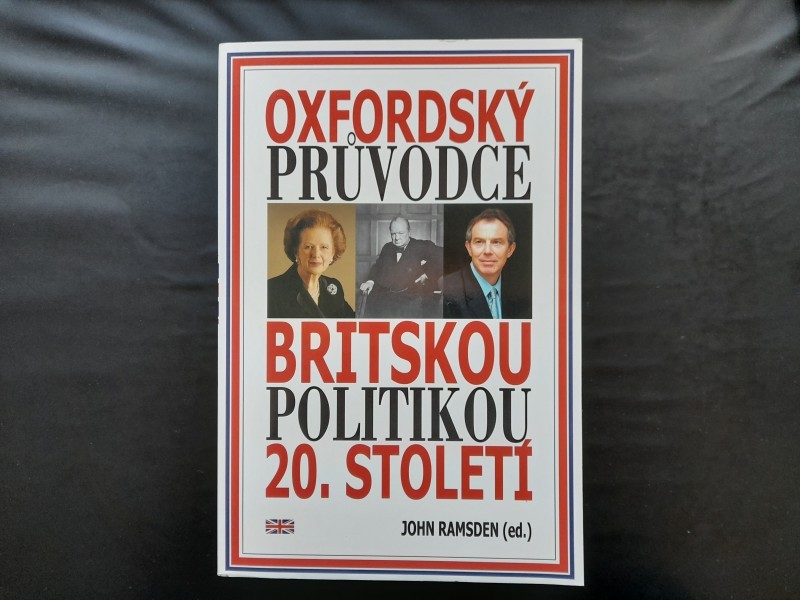 OXFORDSKÝ
PRŮVODCE
BRITSKOU
POLITIKOU
20. STOLETÍ
JOHN RAMSDEN (ed.)